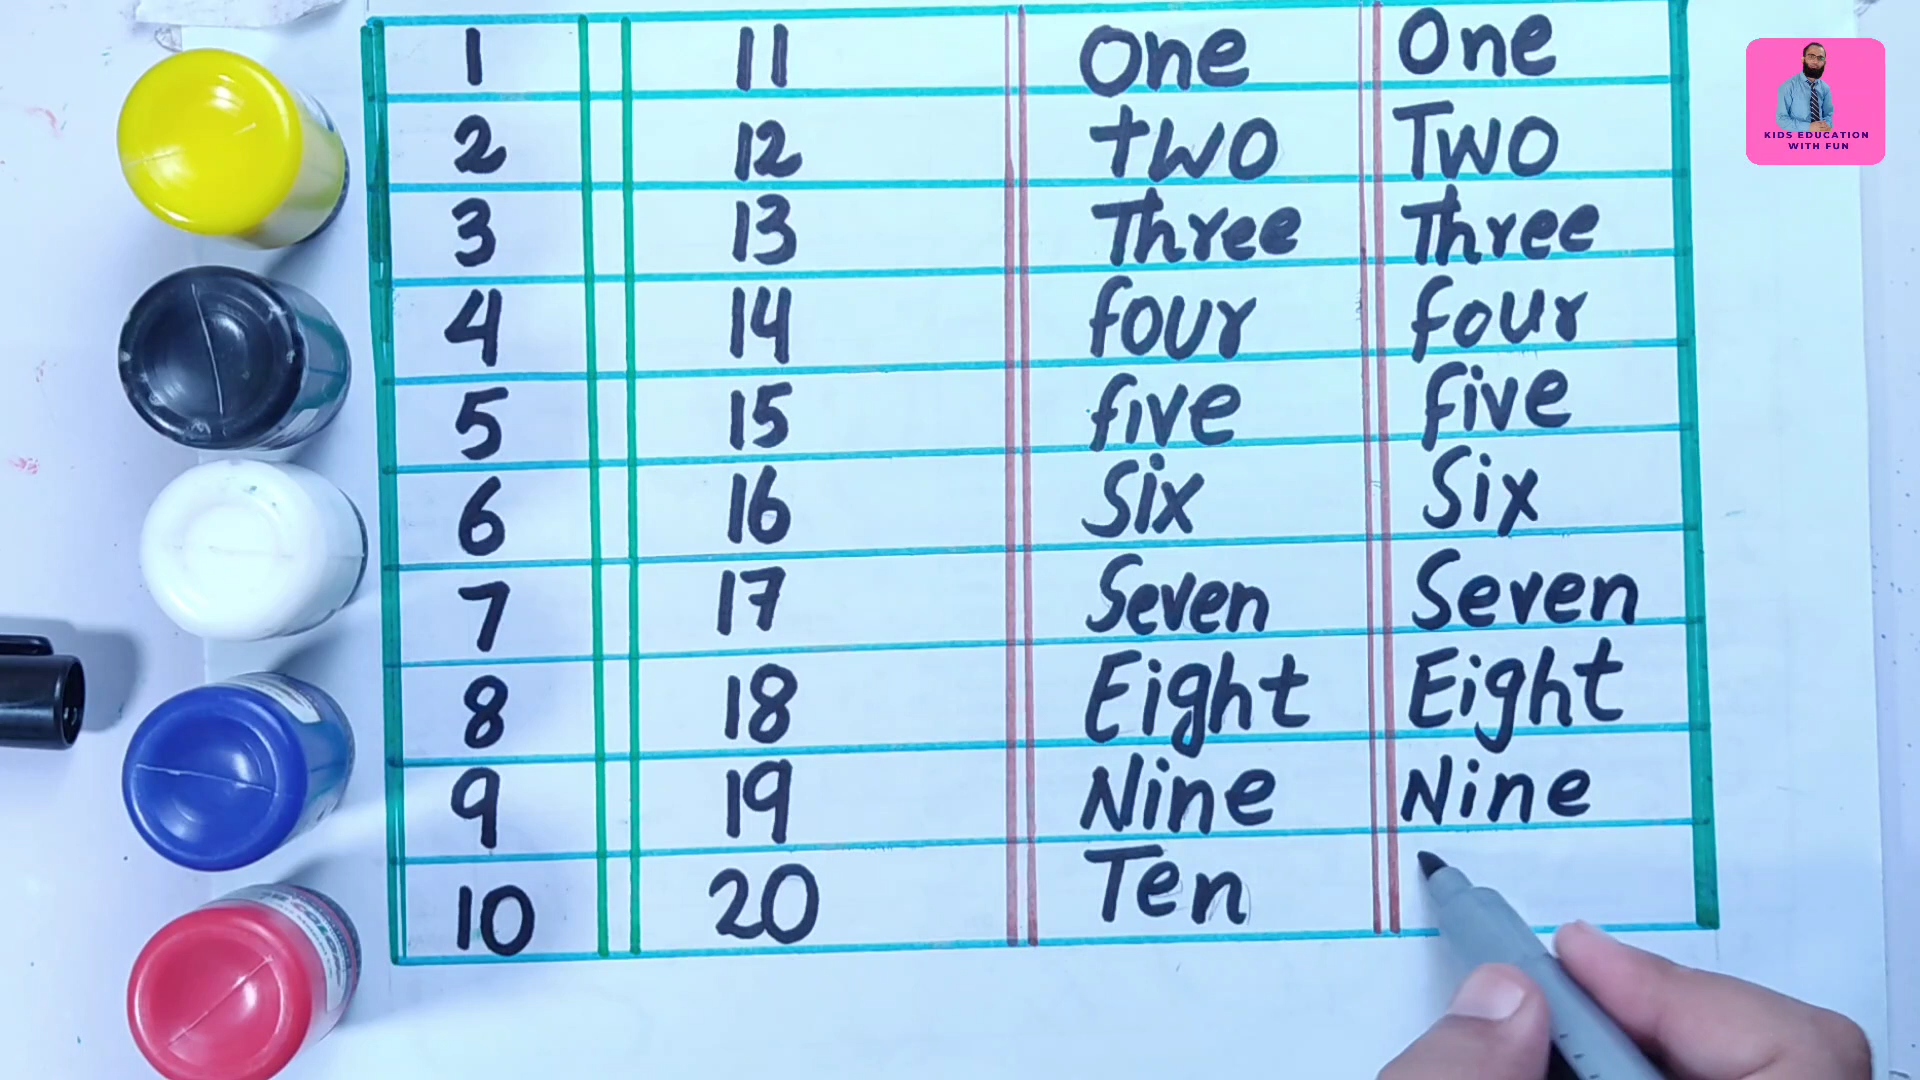 1 11 One One
2 12 two Two
3 13 Three Three
4 14 four four
5 15 five five
6 16 Six Six
7 17 Seven Seven
8 18 Eight Eight
9 19 Nine Nine
10 20 Ten
KIDS EDUCATION
WITH FUN